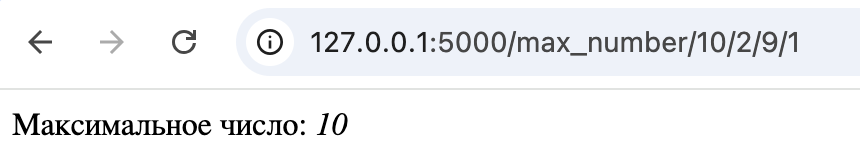 127.0.0.1:5000/max_number/10/2/9/1
Максимальное число: 10